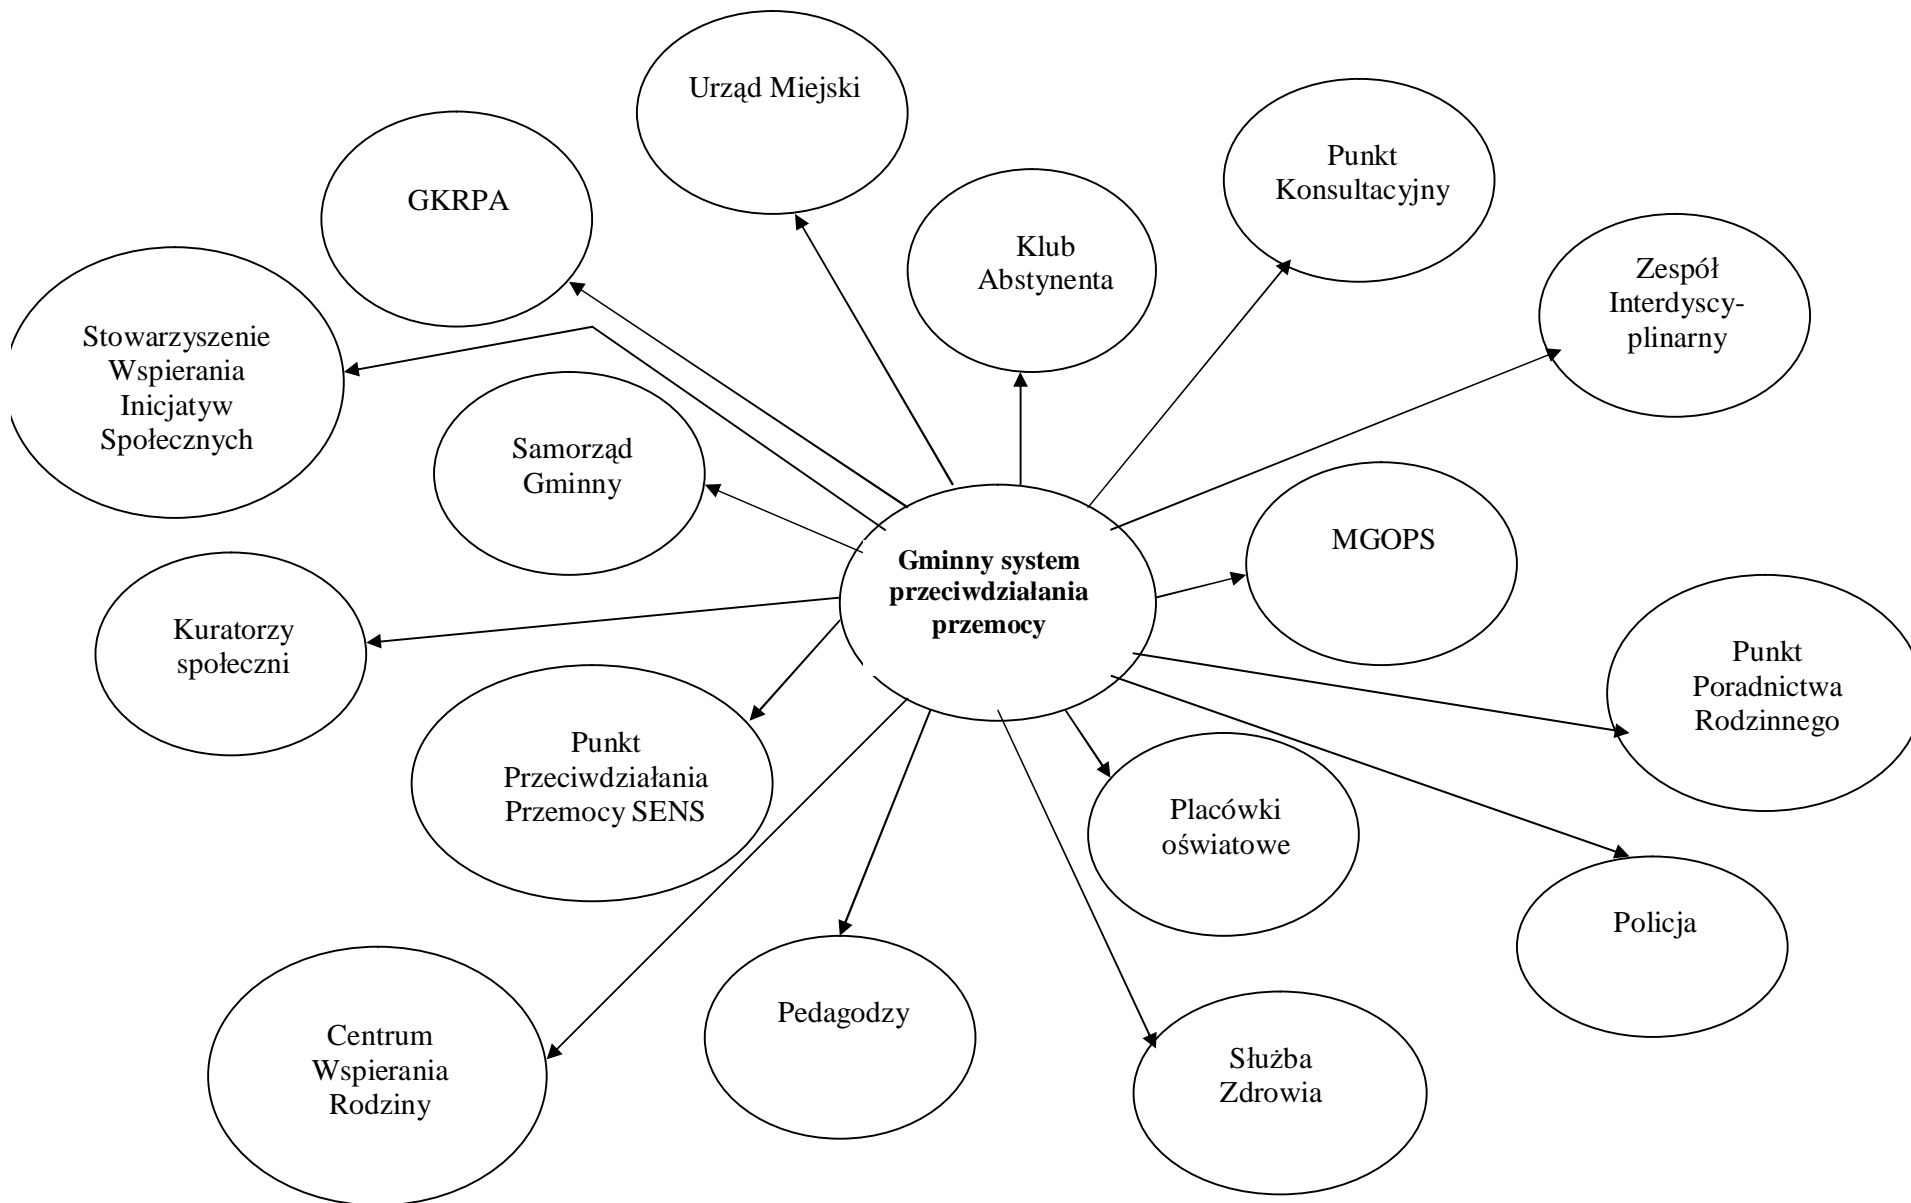 Urząd Miejski
Punkt
Konsultacyjny
GKRPA
Klub
Abstynenta
Zespół
Interdyscy-
plinarny
Stowarzyszenie
Wspierania
Inicjatyw
Społecznych
Samorząd
Gminny
MGOPS
Gminny system
przeciwdziałania
przemocy
Kuratorzy
społeczni
Punkt
Poradnictwa
Rodzinnego
Punkt
Przeciwdziałania
Przemocy SENS
Placówki
oświatowe
Policja
Pedagodzy
Centrum
Wspierania
Rodziny
Służba
Zdrowia